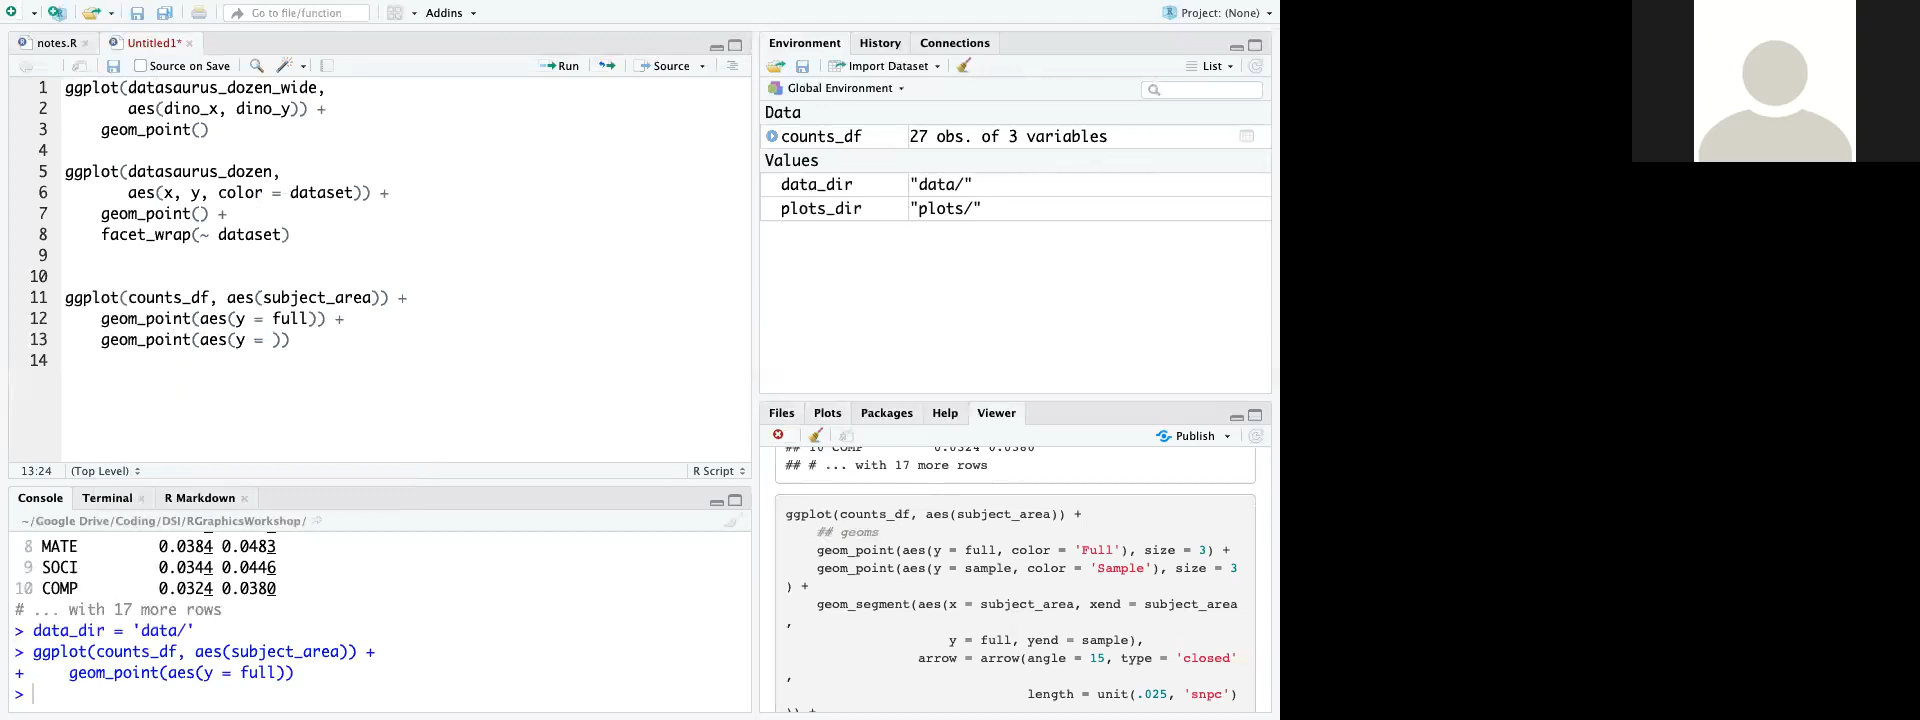 Go to file/function
Addins
Project: (None)
notes.R
Untitled1*
Source on Save
Run
Source
1 ggplot(datasaurus_dozen_wide,
2        aes(dino_x, dino_y)) +
3     geom_point()
4
5 ggplot(datasaurus_dozen,
6        aes(x, y, color = dataset)) +
7     geom_point() +
8     facet_wrap(~ dataset)
9
10
11 ggplot(counts_df, aes(subject_area)) +
12     geom_point(aes(y = full)) +
13     geom_point(aes(y = ))
14
13:24 (Top Level) R Script
Console Terminal R Markdown
~/Google Drive/Coding/DSI/RGraphicsWorkshop/
8 MATE 0.0384 0.0483
9 SOCI 0.0344 0.0446
10 COMP 0.0324 0.0380
# ... with 17 more rows
> data_dir = 'data/'
> ggplot(counts_df, aes(subject_area)) +
+     geom_point(aes(y = full))
>
Environment History Connections
Import Dataset List
Global Environment
Data
counts_df 27 obs. of 3 variables
Values
data_dir "data/"
plots_dir "plots/"
Files Plots Packages Help Viewer
Publish
## 10 COMP 0.0324 0.0380
## # ... with 17 more rows
ggplot(counts_df, aes(subject_area)) +
    ## geoms
    geom_point(aes(y = full, color = 'Full'), size = 3) +
    geom_point(aes(y = sample, color = 'Sample'), size = 3
) +
    geom_segment(aes(x = subject_area, xend = subject_area
,
                     y = full, yend = sample),
                 arrow = arrow(angle = 15, type = 'closed'
,
                               length = unit(.025, 'snpc')
)) +